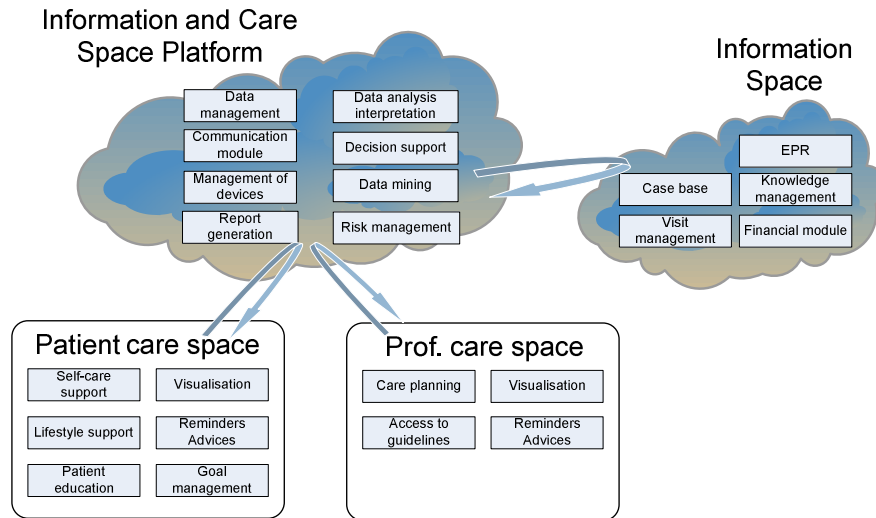 Information and Care
Space Platform
Data
management
Data analysis
interpretation
Communication
module
Decision support
Management of
devices
Data mining
Report
generation
Risk management
Information
Space
EPR
Case base
Knowledge
management
Visit
management
Financial module
Patient care space
Self-care
support
Visualisation
Lifestyle support
Reminders
Advices
Patient
education
Goal
management
Prof. care space
Care planning
Visualisation
Access to
guidelines
Reminders
Advices